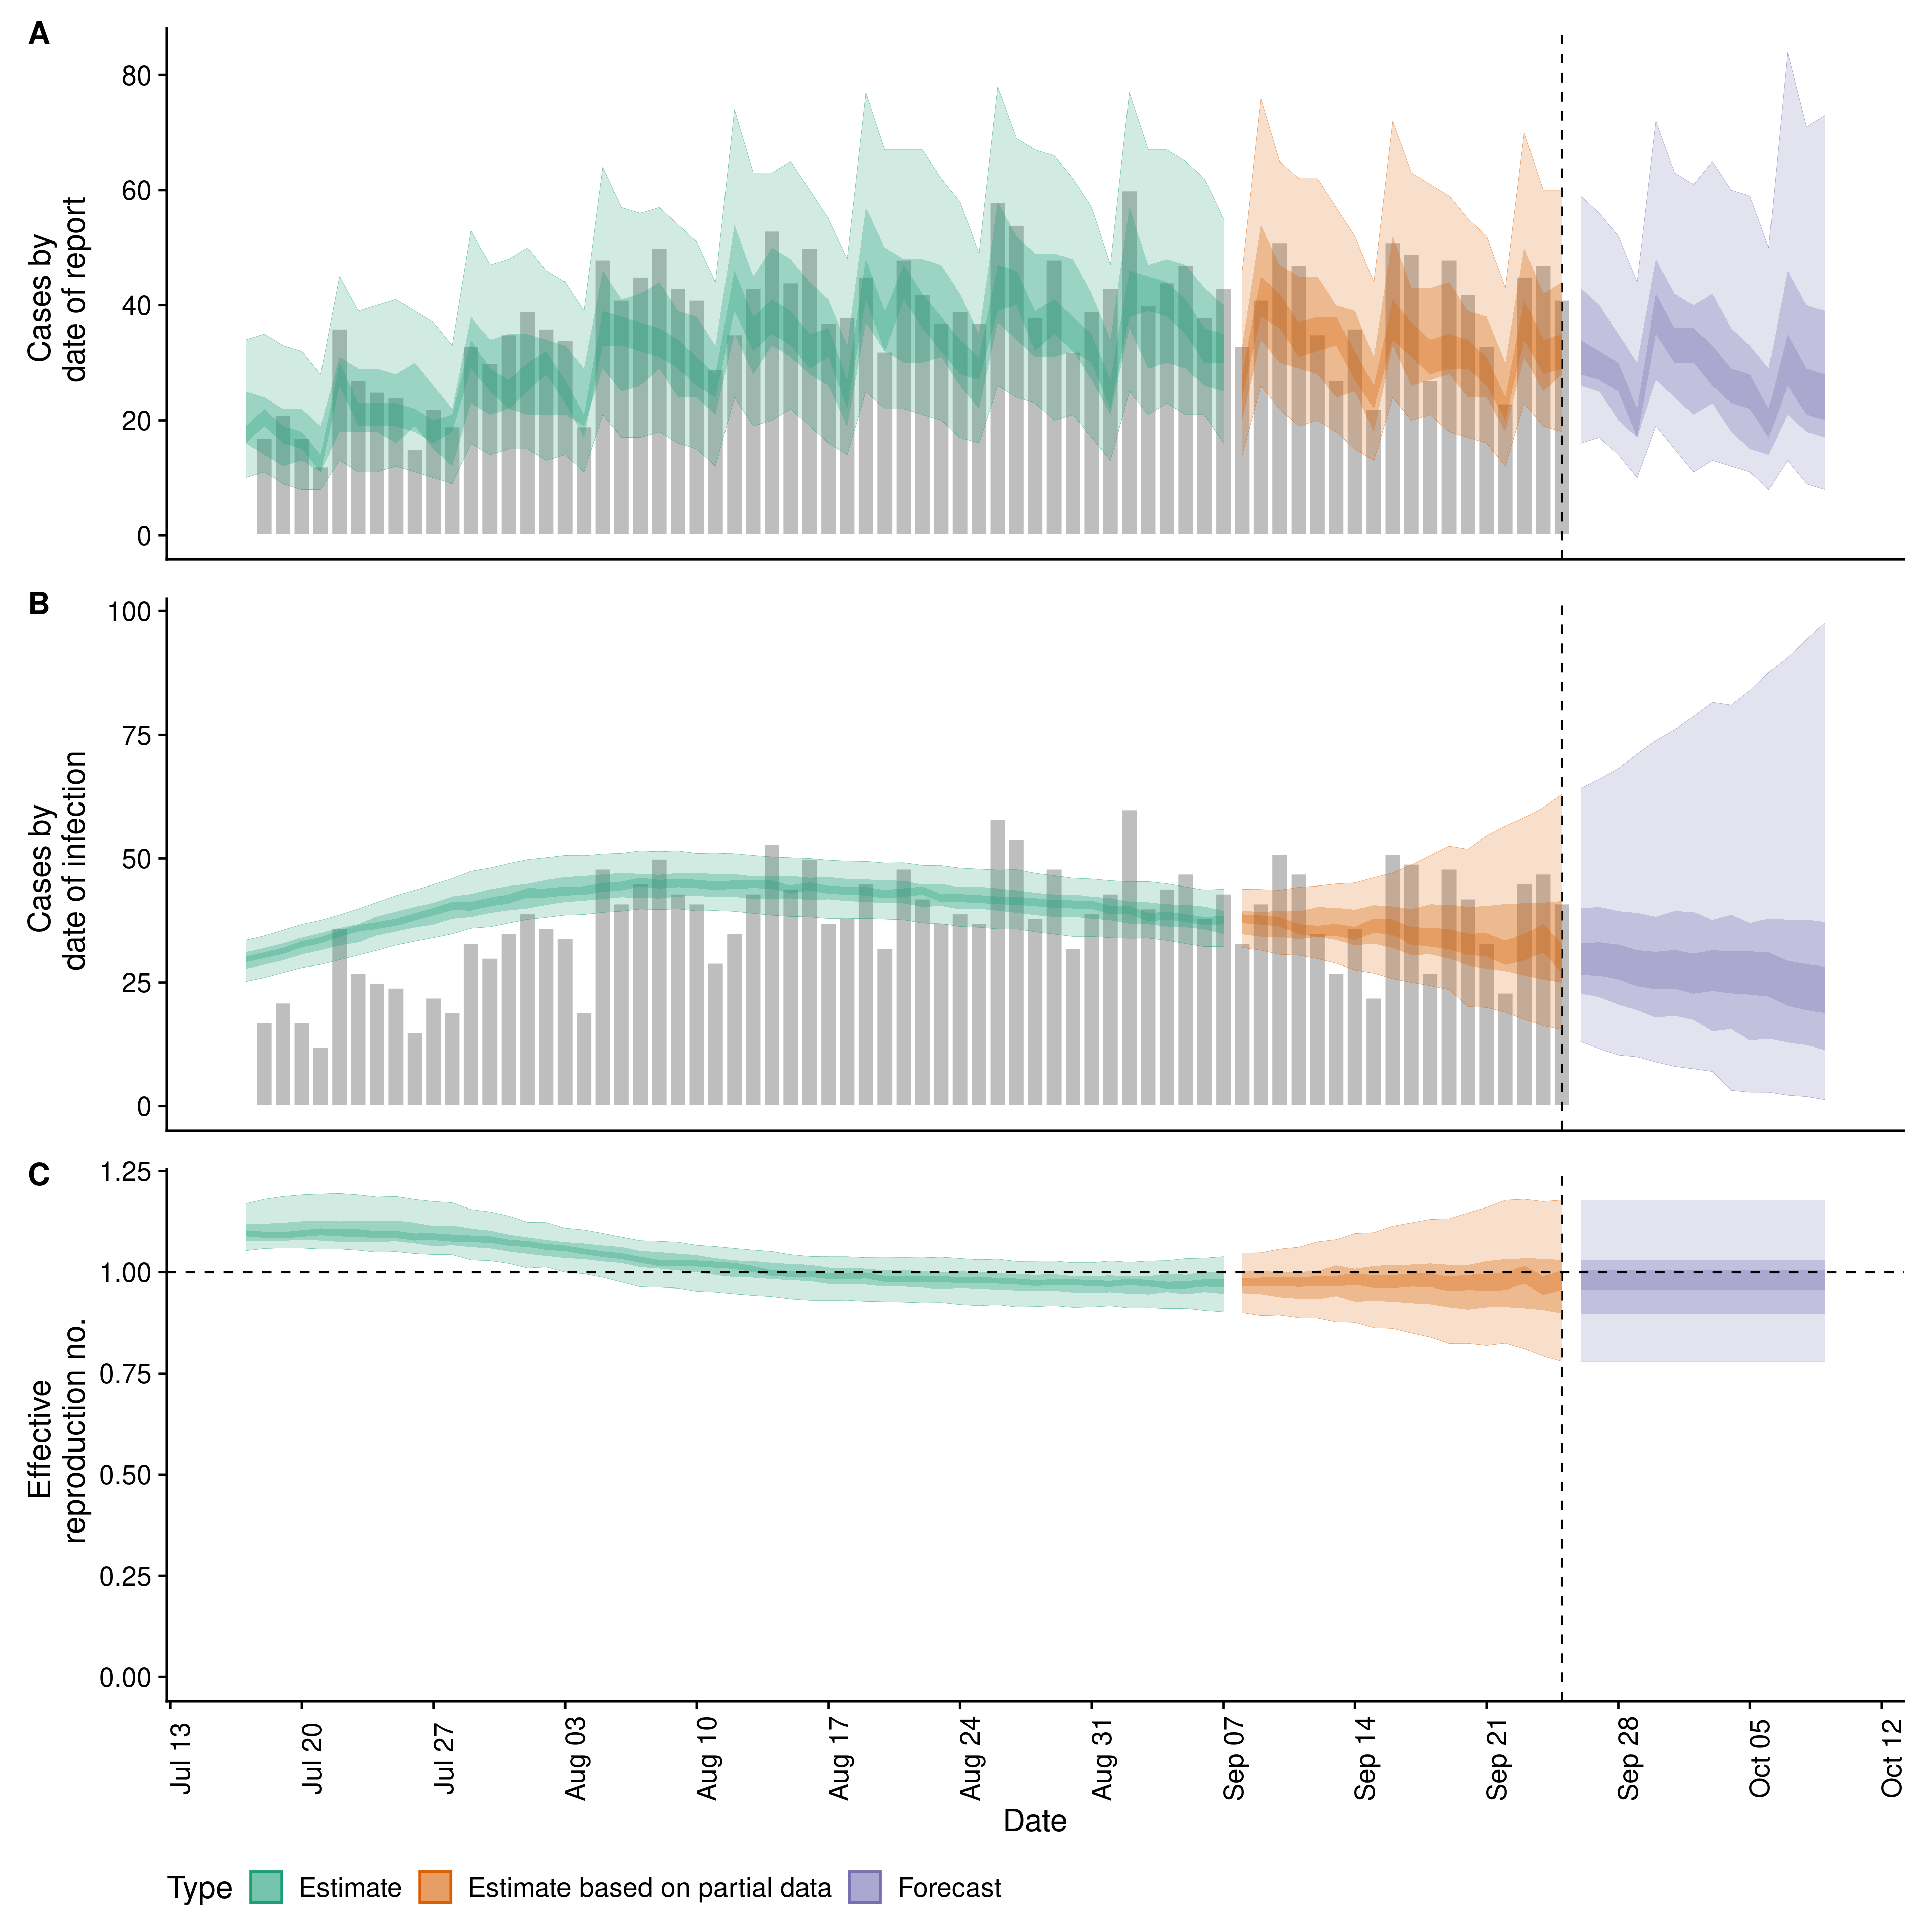 A
Cases by
date of report
80
60
40
20
0
B
Cases by
date of infection
100
75
50
25
0
C
Effective
reproduction no.
1.25
1.00
0.75
0.50
0.25
0.00
Jul 13
Jul 20
Jul 27
Aug 03
Aug 10
Aug 17
Aug 24
Aug 31
Sep 07
Sep 14
Sep 21
Sep 28
Oct 05
Oct 12
Date
Type Estimate Estimate based on partial data Forecast